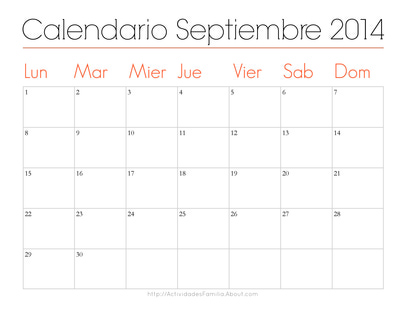 Calendario Septiembre 2014
Lun Mar Mier Jue Vier Sab Dom
1 2 3 4 5 6 7
8 9 10 11 12 13 14
15 16 17 18 19 20 21
22 23 24 25 26 27 28
29 30
http://ActividadesFamilia.About.com/